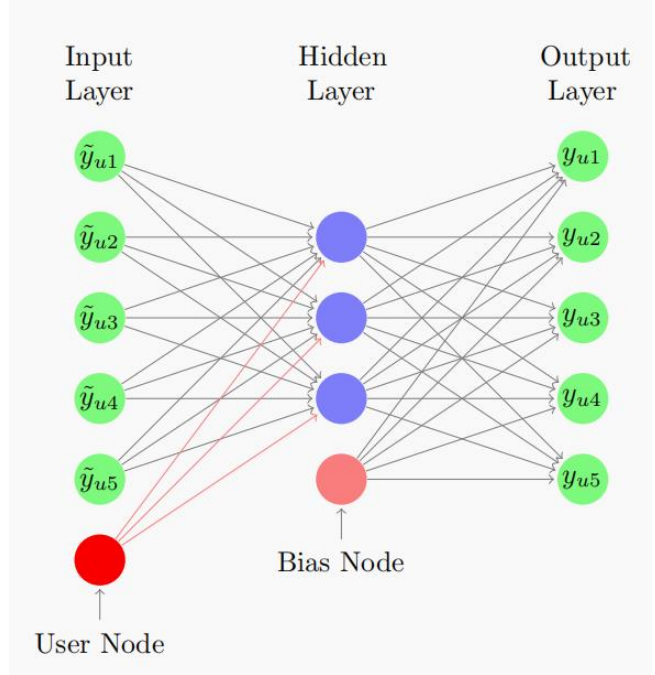 Input
Layer
Hidden
Layer
Output
Layer
ỹu1
yu1
ỹu2
yu2
ỹu3
yu3
ỹu4
yu4
ỹu5
yu5
Bias Node
User Node